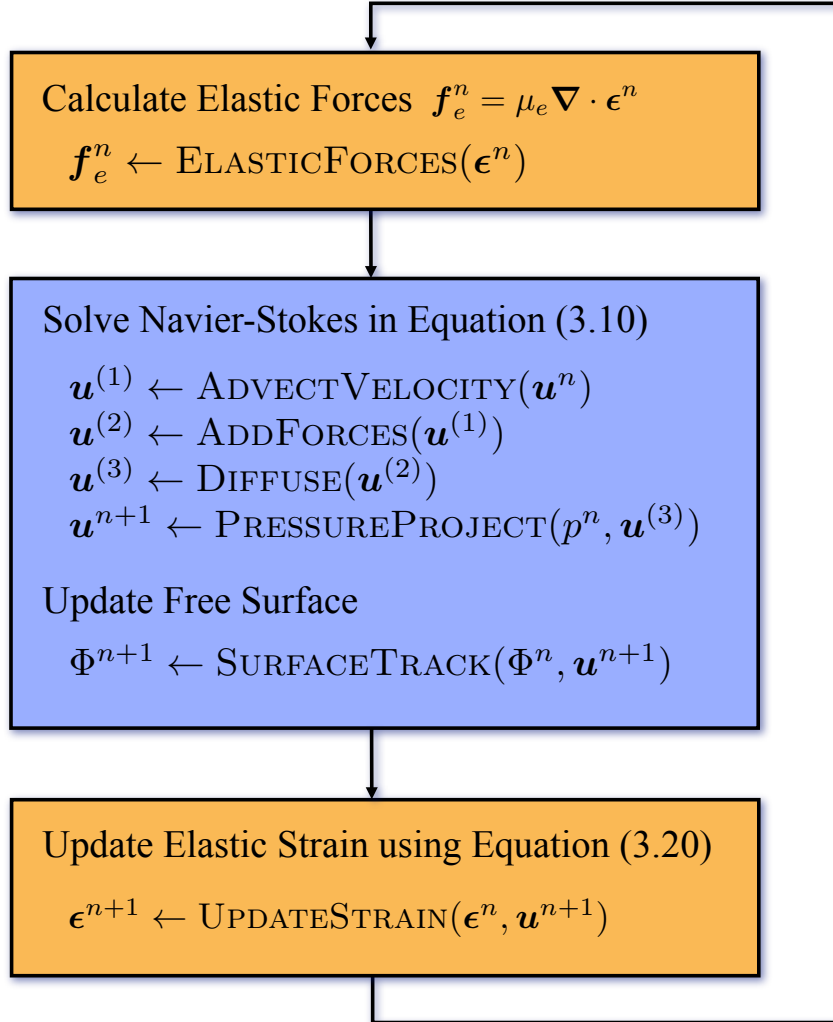 Calculate Elastic Forces 𝒇ₑⁿ = μₑ𝛁 · 𝝐ⁿ
𝒇ₑⁿ ← ELASTICFORCES(𝝐ⁿ)
Solve Navier-Stokes in Equation (3.10)
𝒖⁽¹⁾ ← ADVECTVELOCITY(𝒖ⁿ)
𝒖⁽²⁾ ← ADDFORCES(𝒖⁽¹⁾)
𝒖⁽³⁾ ← DIFFUSE(𝒖⁽²⁾)
𝒖ⁿ⁺¹ ← PRESSUREPROJECT(pⁿ, 𝒖⁽³⁾)
Update Free Surface
Φⁿ⁺¹ ← SURFACETRACK(Φⁿ, 𝒖ⁿ⁺¹)
Update Elastic Strain using Equation (3.20)
𝝐ⁿ⁺¹ ← UPDATESTRAIN(𝝐ⁿ, 𝒖ⁿ⁺¹)